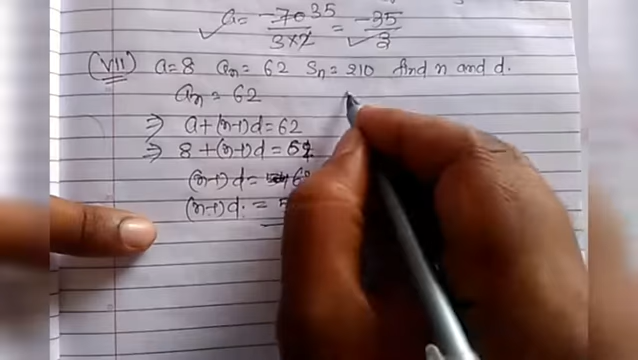 a = -70 35 / 3×2 = -35 / 3
(VII) a=8 an = 62 Sn = 210 find n and d.
an = 62
⇒ a+(n-1)d = 62
⇒ 8+(n-1)d = 62
(n-1)d =
(n-1)d =